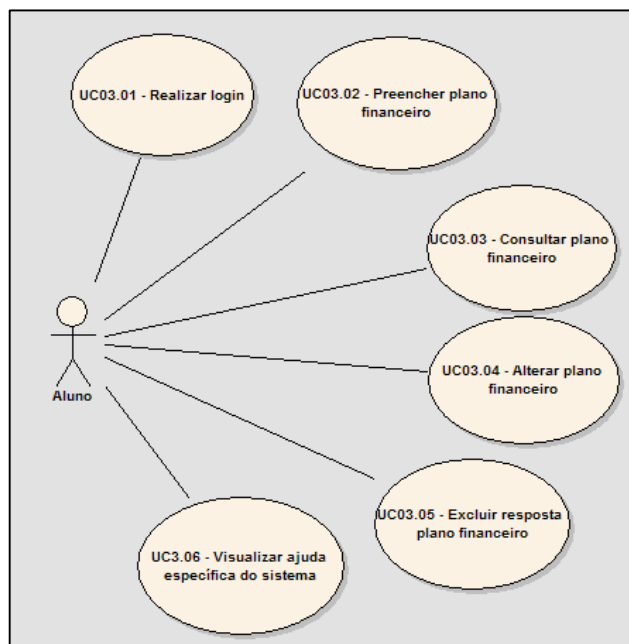 UC03.01 - Realizar login
UC03.02 - Preencher plano
financeiro
UC03.03 - Consultar plano
financeiro
UC03.04 - Alterar plano
financeiro
Aluno
UC03.05 - Excluir resposta
plano financeiro
UC3.06 - Visualizar ajuda
específica do sistema